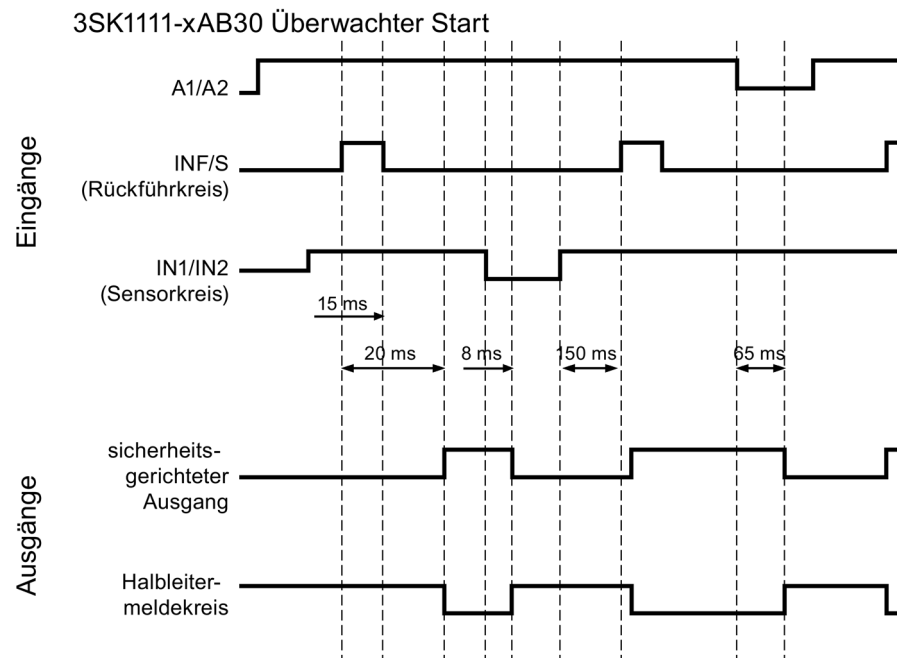 3SK1111-xAB30 Überwachter Start
Eingänge
A1/A2
INF/S
(Rückführkreis)
IN1/IN2
(Sensorkreis)
15 ms
20 ms
8 ms
150 ms
65 ms
Ausgänge
sicherheits-
gerichteter
Ausgang
Halbleiter-
meldekreis